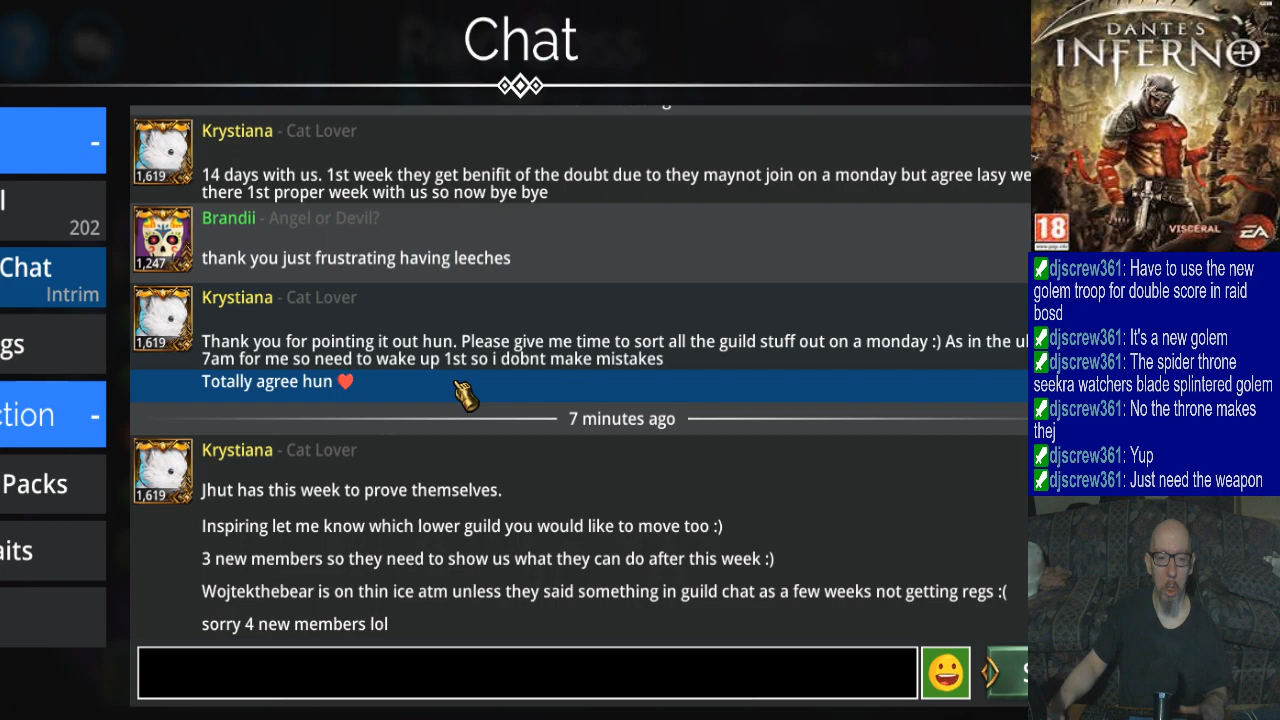 Chat
DANTE'S
INFERNO
Krystiana - Cat Lover
1,619
14 days with us. 1st week they get benifit of the doubt due to they maynot join on a monday but agree lasy we
there 1st proper week with us so now bye bye
202
Brandii - Angel or Devil?
1,247
thank you just frustrating having leeches
18
VISCERAL
EA
Chat
Intrim
Krystiana - Cat Lover
1,619
Thank you for pointing it out hun. Please give me time to sort all the guild stuff out on a monday :) As in the
7am for me so need to wake up 1st so i dobnt make mistakes
Totally agree hun ❤️
gs
ction
7 minutes ago
Krystiana - Cat Lover
1,619
Packs
Jhut has this week to prove themselves.
Inspiring let me know which lower guild you would like to move too :)
aits
3 new members so they need to show us what they can do after this week :)
Wojtekthebear is on thin ice atm unless they said something in guild chat as a few weeks not getting regs :(
sorry 4 new members lol
S
djscrew361: Have to use the new
golem troop for double score in raid
bosd
djscrew361: It's a new golem
djscrew361: The spider throne
seekra watchers blade splintered golem
djscrew361: No the throne makes
thej
djscrew361: Yup
djscrew361: Just need the weapon